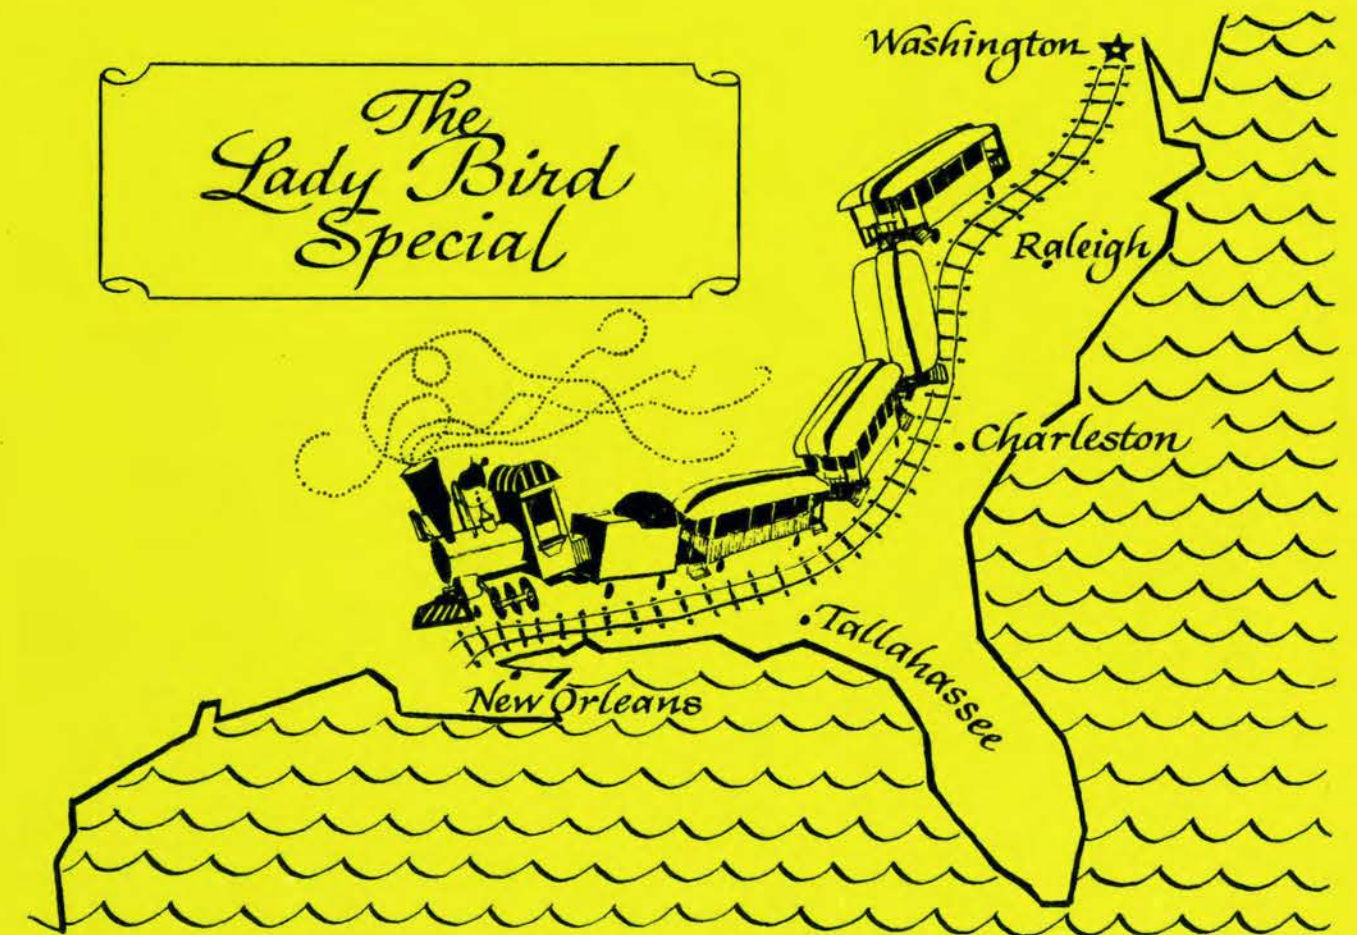 The
Lady Bird
Special
Washington
Raleigh
Charleston
Tallahassee
New Orleans